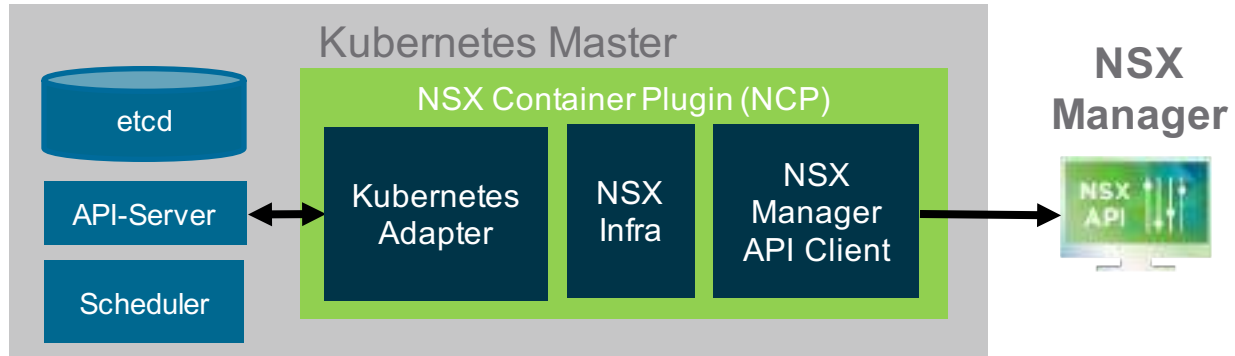 Kubernetes Master
etcd
API-Server
Scheduler
NSX Container Plugin (NCP)
Kubernetes
Adapter
NSX
Infra
NSX
Manager
API Client
NSX
Manager
NSX
API